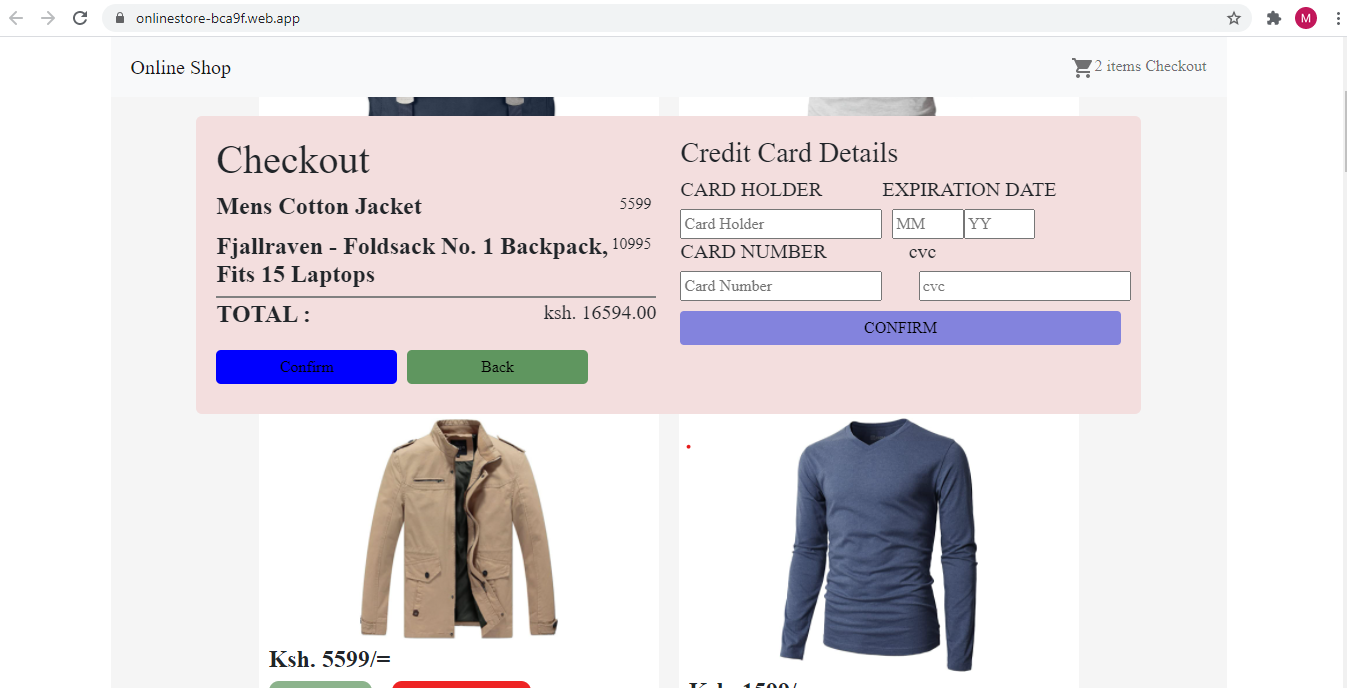 onlinestore-bca9f.web.app
M
Online Shop
2 items Checkout
Checkout
Mens Cotton Jacket 5599
Fjallraven - Foldsack No. 1 Backpack, 10995
Fits 15 Laptops
TOTAL : ksh. 16594.00
Confirm Back
Credit Card Details
CARD HOLDER EXPIRATION DATE
Card Holder MM YY
CARD NUMBER cvc
Card Number cvc
CONFIRM
Ksh. 5599/=